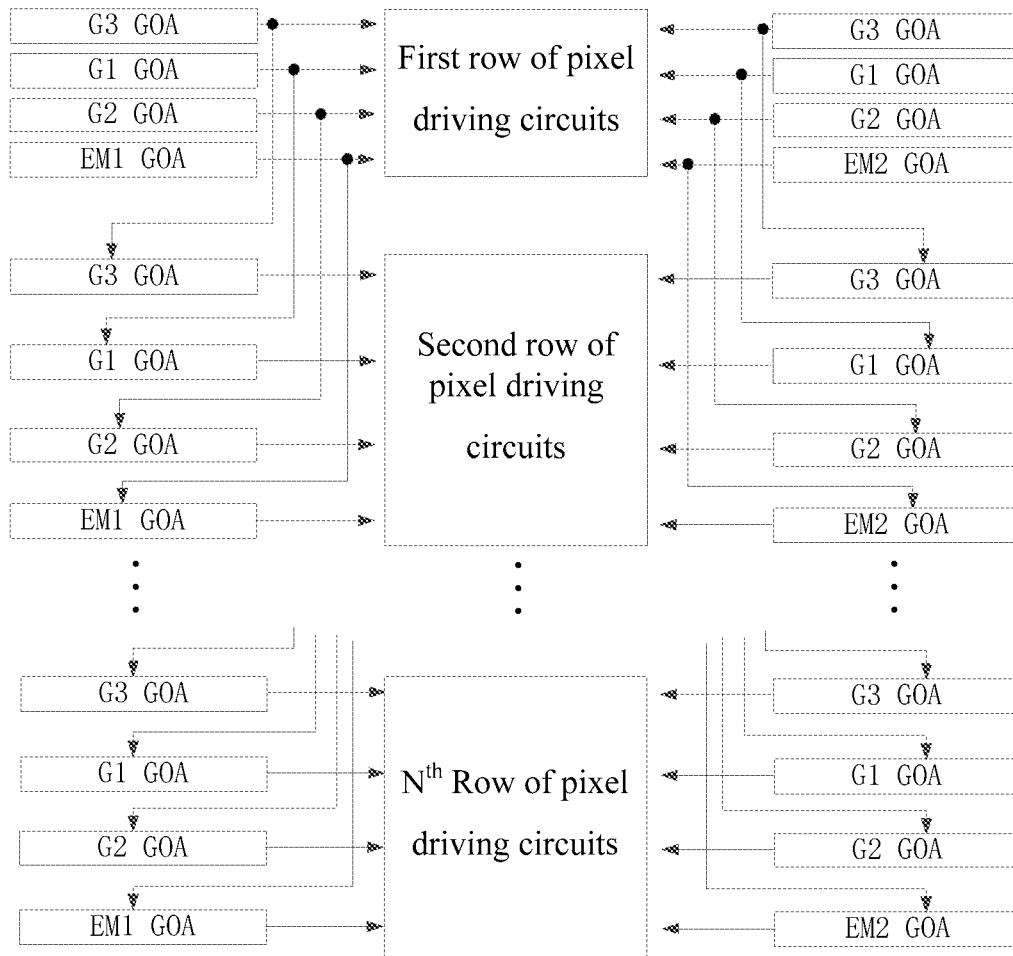 G3 GOA
G1 GOA
G2 GOA
EM1 GOA
First row of pixel
driving circuits
G3 GOA
G1 GOA
G2 GOA
EM2 GOA
G3 GOA
G1 GOA
G2 GOA
EM1 GOA
Second row of
pixel driving
circuits
G3 GOA
G1 GOA
G2 GOA
EM2 GOA
G3 GOA
G1 GOA
G2 GOA
EM1 GOA
Nth Row of pixel
driving circuits
G3 GOA
G1 GOA
G2 GOA
EM2 GOA